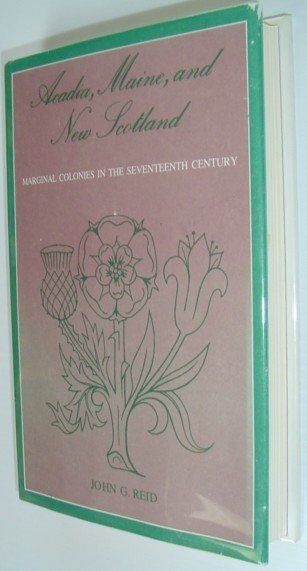 Acadia, Maine, and
New Scotland
MARGINAL COLONIES IN THE SEVENTEENTH CENTURY
JOHN G. REID